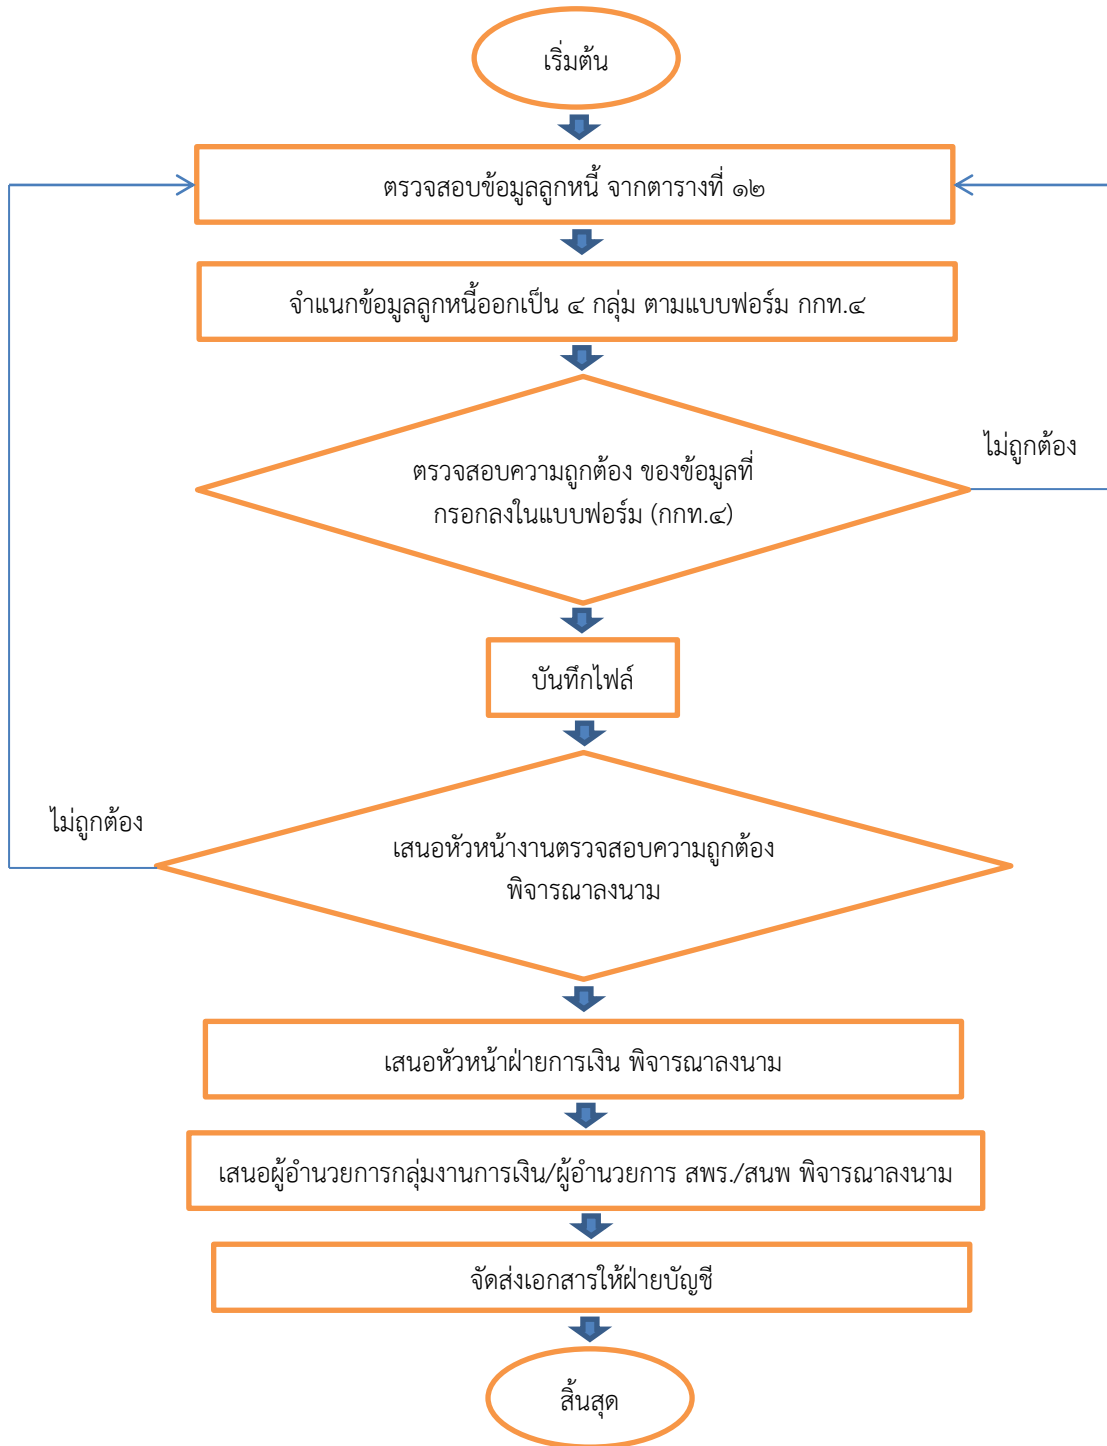 เริ่มต้น
ตรวจสอบข้อมูลลูกหนี้ จากตารางที่ ๑๒
จำแนกข้อมูลลูกหนี้ออกเป็น ๔ กลุ่ม ตามแบบฟอร์ม กกท.๔
ไม่ถูกต้อง
ตรวจสอบความถูกต้อง ของข้อมูลที่
กรอกลงในแบบฟอร์ม (กกท.๔)
บันทึกไฟล์
ไม่ถูกต้อง
เสนอหัวหน้างานตรวจสอบความถูกต้อง
พิจารณาลงนาม
เสนอหัวหน้าฝ่ายการเงิน พิจารณาลงนาม
เสนอผู้อำนวยการกลุ่มงานการเงิน/ผู้อำนวยการ สพร./สนพ พิจารณาลงนาม
จัดส่งเอกสารให้ฝ่ายบัญชี
สิ้นสุด